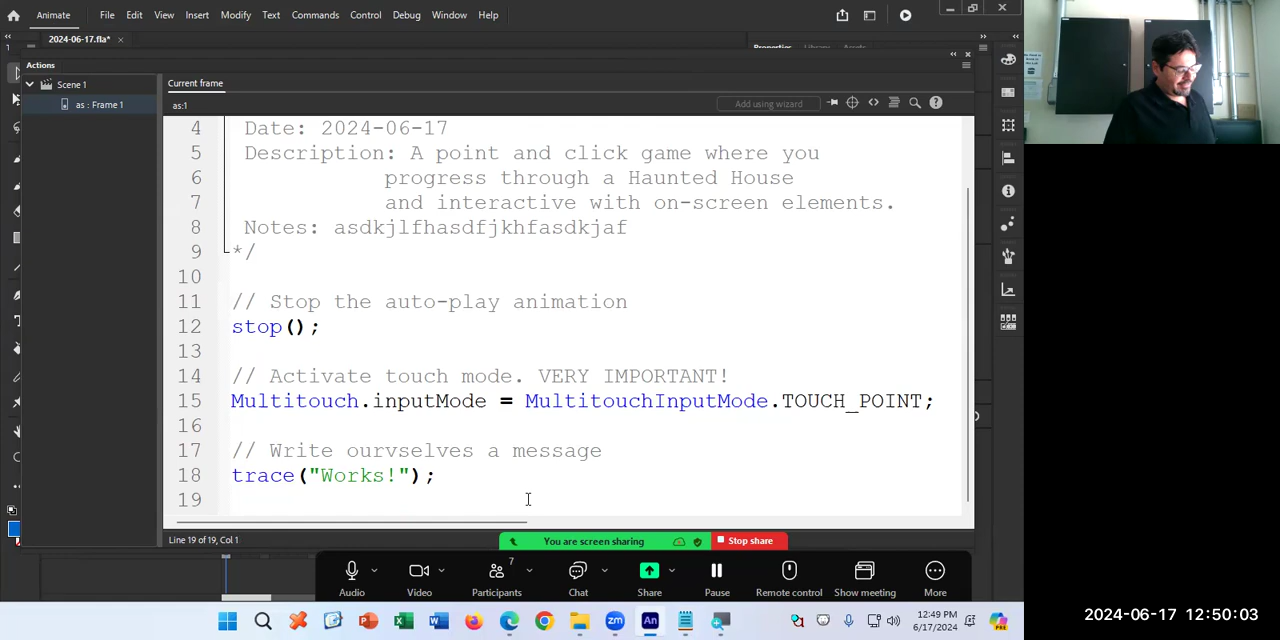 Animate File Edit View Insert Modify Text Commands Control Debug Window Help
2024-06-17.fla*
Properties Library Assets
Actions
Scene 1
as : Frame 1
Current frame
as:1
Add using wizard
4 Date: 2024-06-17
5 Description: A point and click game where you
6 progress through a Haunted House
7 and interactive with on-screen elements.
8 Notes: asdkjlfhasdfjkhfasdkjaf
9 */
10
11 // Stop the auto-play animation
12 stop();
13
14 // Activate touch mode. VERY IMPORTANT!
15 Multitouch.inputMode = MultitouchInputMode.TOUCH_POINT;
16
17 // Write ourvselves a message
18 trace("Works!");
19
Line 19 of 19, Col 1
You are screen sharing Stop share
7
Audio Video Participants Chat Share Pause Remote control Show meeting More
12:49 PM
6/17/2024
2024-06-17 12:50:03